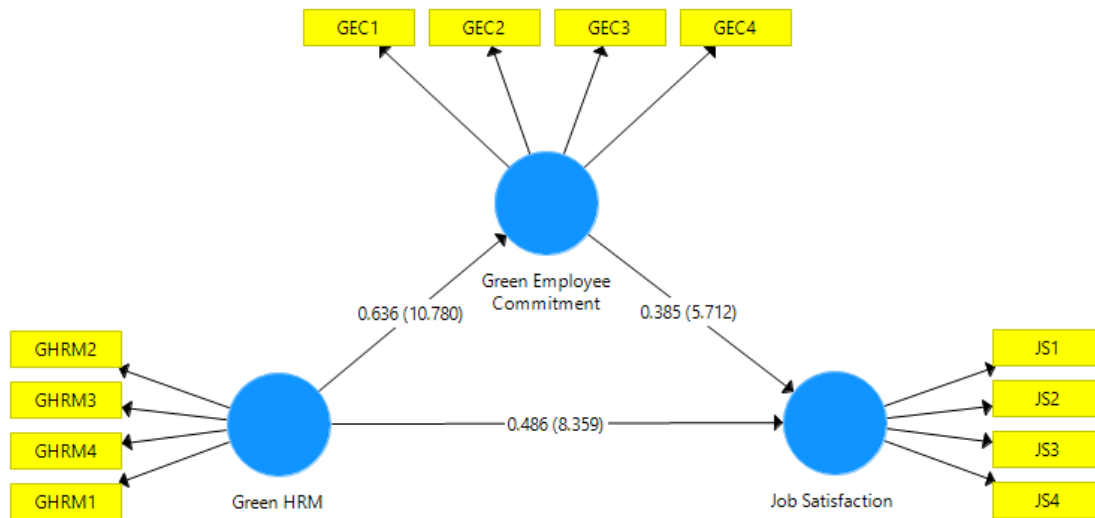 GEC1
GEC2
GEC3
GEC4
Green Employee
Commitment
0.636 (10.780)
0.385 (5.712)
GHRM2
GHRM3
GHRM4
GHRM1
0.486 (8.359)
Green HRM
Job Satisfaction
JS1
JS2
JS3
JS4